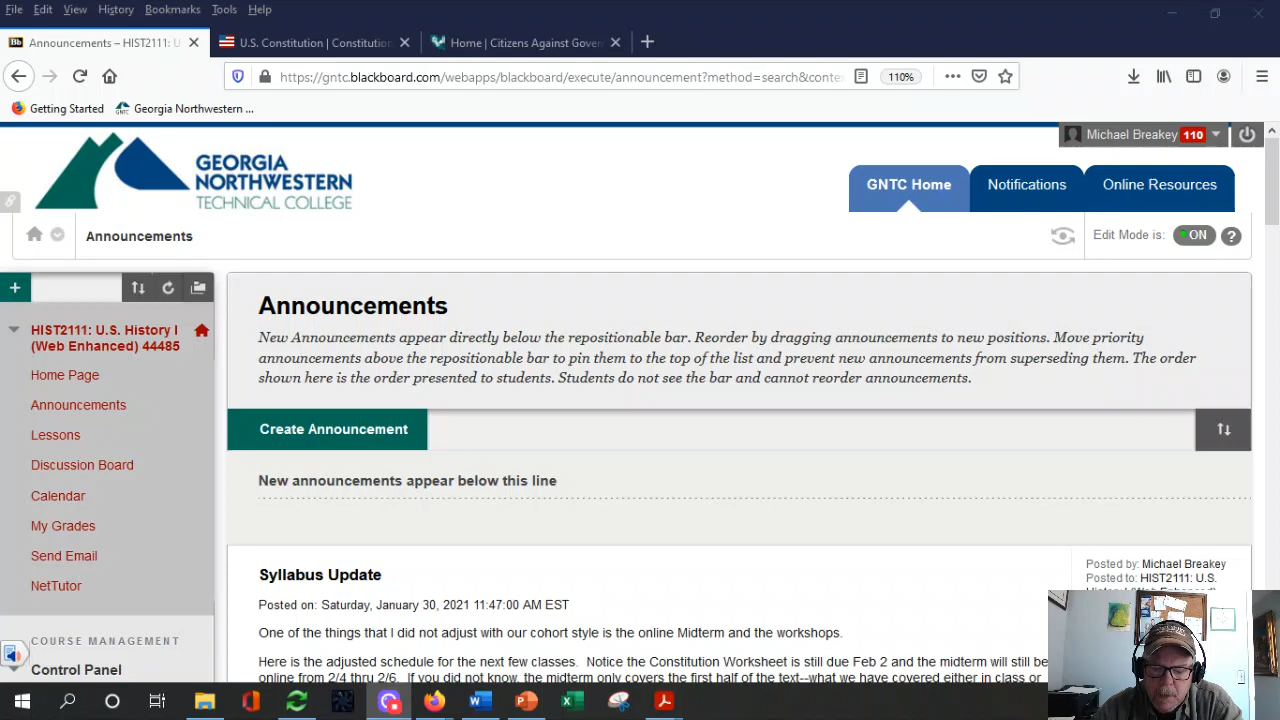 File Edit View History Bookmarks Tools Help
Announcements – HIST2111: U
U.S. Constitution | Constitution
Home | Citizens Against Gover
https://gntc.blackboard.com/webapps/blackboard/execute/announcement?method=search&conte
110%
Getting Started
Georgia Northwestern ...
Michael Breakey 110
GEORGIA
NORTHWESTERN
TECHNICAL COLLEGE
GNTC Home
Notifications
Online Resources
Announcements
Edit Mode is: ON ?
HIST2111: U.S. History I
(Web Enhanced) 44485
Home Page
Announcements
Lessons
Discussion Board
Calendar
My Grades
Send Email
NetTutor
COURSE MANAGEMENT
Control Panel
Announcements
New Announcements appear directly below the repositionable bar. Reorder by dragging announcements to new positions. Move priority
announcements above the repositionable bar to pin them to the top of the list and prevent new announcements from superseding them. The order
shown here is the order presented to students. Students do not see the bar and cannot reorder announcements.
Create Announcement
New announcements appear below this line
Syllabus Update
Posted on: Saturday, January 30, 2021 11:47:00 AM EST
One of the things that I did not adjust with our cohort style is the online Midterm and the workshops.
Here is the adjusted schedule for the next few classes. Notice the Constitution Worksheet is still due Feb 2 and the midterm will still be
online from 2/4 thru 2/6. If you did not know, the midterm only covers the first half of the text--what we have covered either in class or
Posted by: Michael Breakey
Posted to: HIST2111: U.S.